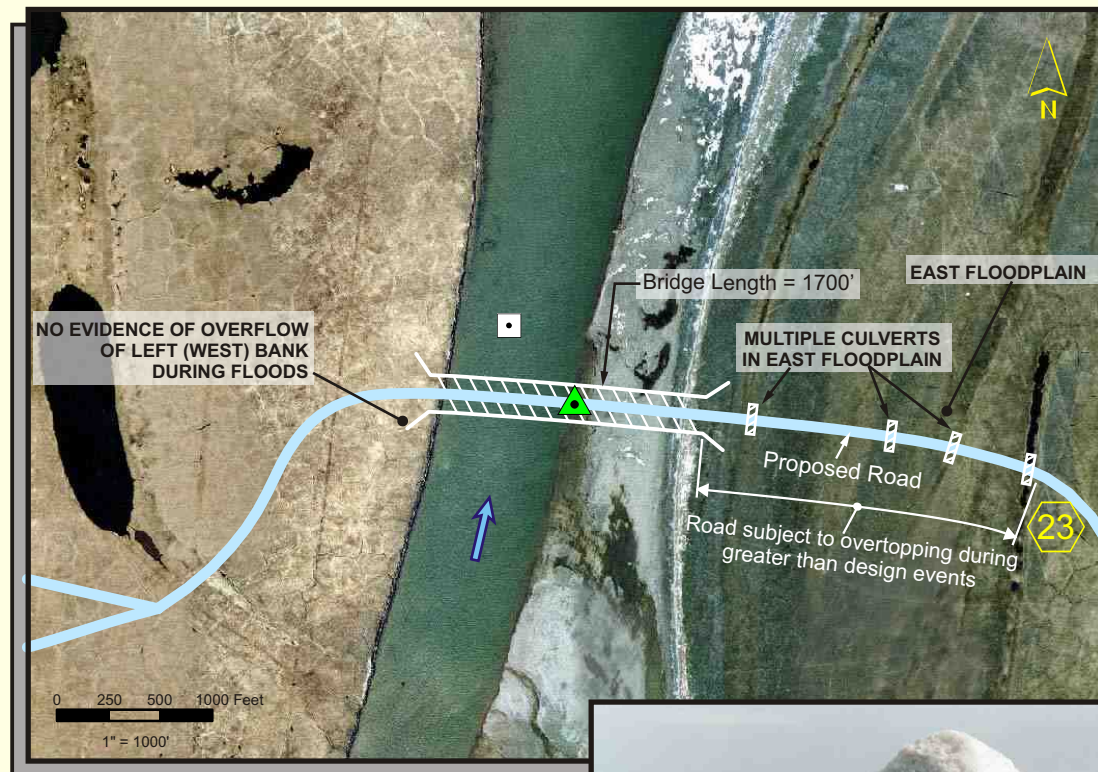 N
Bridge Length = 1700'
EAST FLOODPLAIN
NO EVIDENCE OF OVERFLOW
OF LEFT (WEST) BANK
DURING FLOODS
MULTIPLE CULVERTS
IN EAST FLOODPLAIN
Proposed Road
Road subject to overtopping during
greater than design events
23
0 250 500 1000 Feet
1" = 1000'